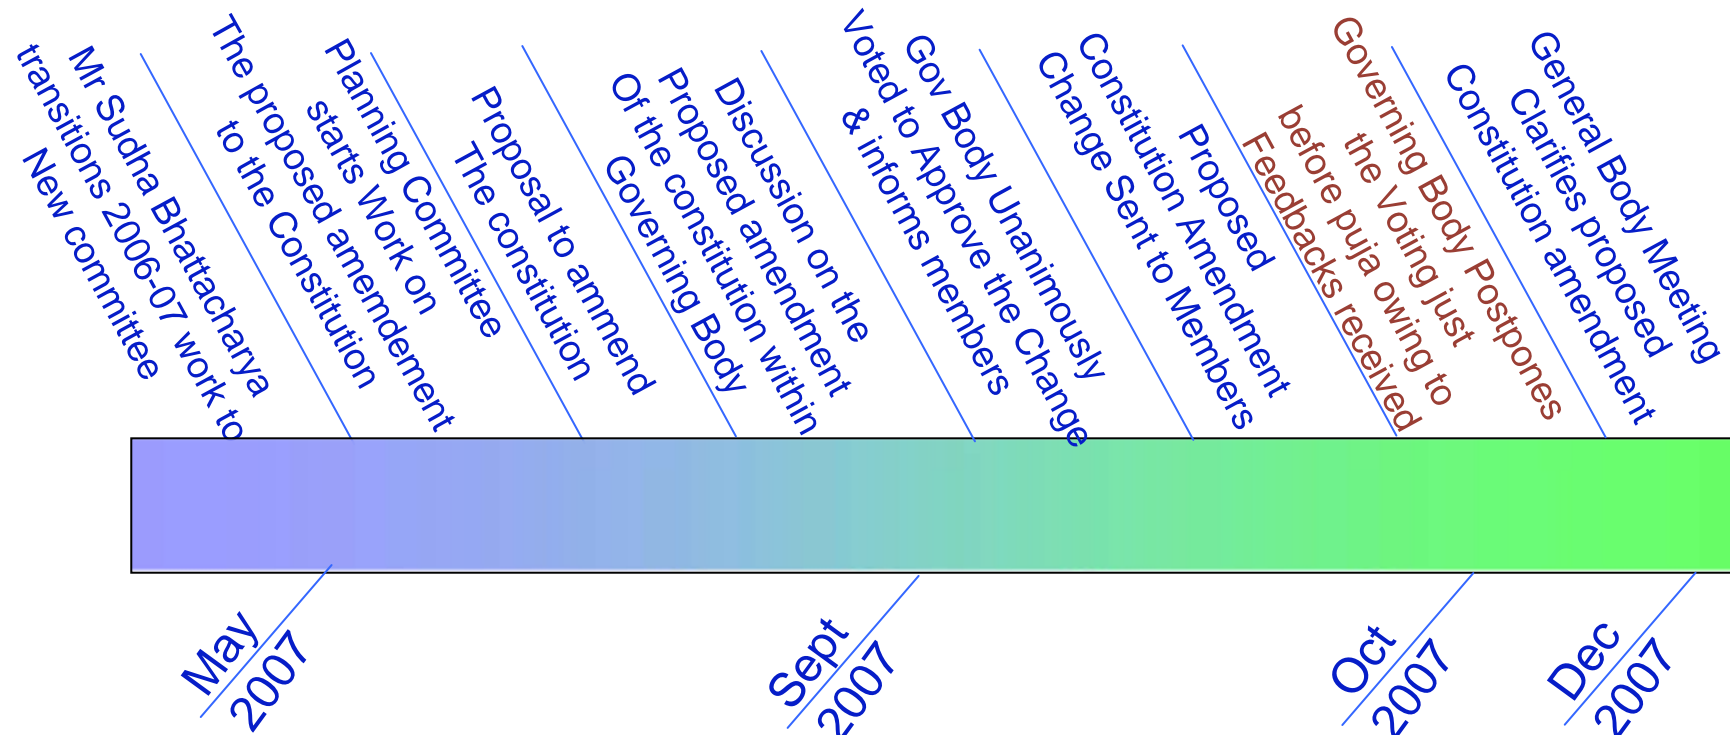 Mr Sudha Bhattacharya
transitions 2006-07 work to
New committee
Planning Committee
starts Work on
The proposed amemdement
to the Constitution
Proposal to ammend
The constitution
Discussion on the
Proposed amendment
Of the constitution within
Governing Body
Gov Body Unanimously
Voted to Approve the Change
& informs members
Proposed
Constitution Amendment
Change Sent to Members
Governing Body Postpones
the Voting just
before puja owing to
Feedbacks received
General Body Meeting
Clarifies proposed
Constitution amendment
May
2007
Sept
2007
Oct
2007
Dec
2007